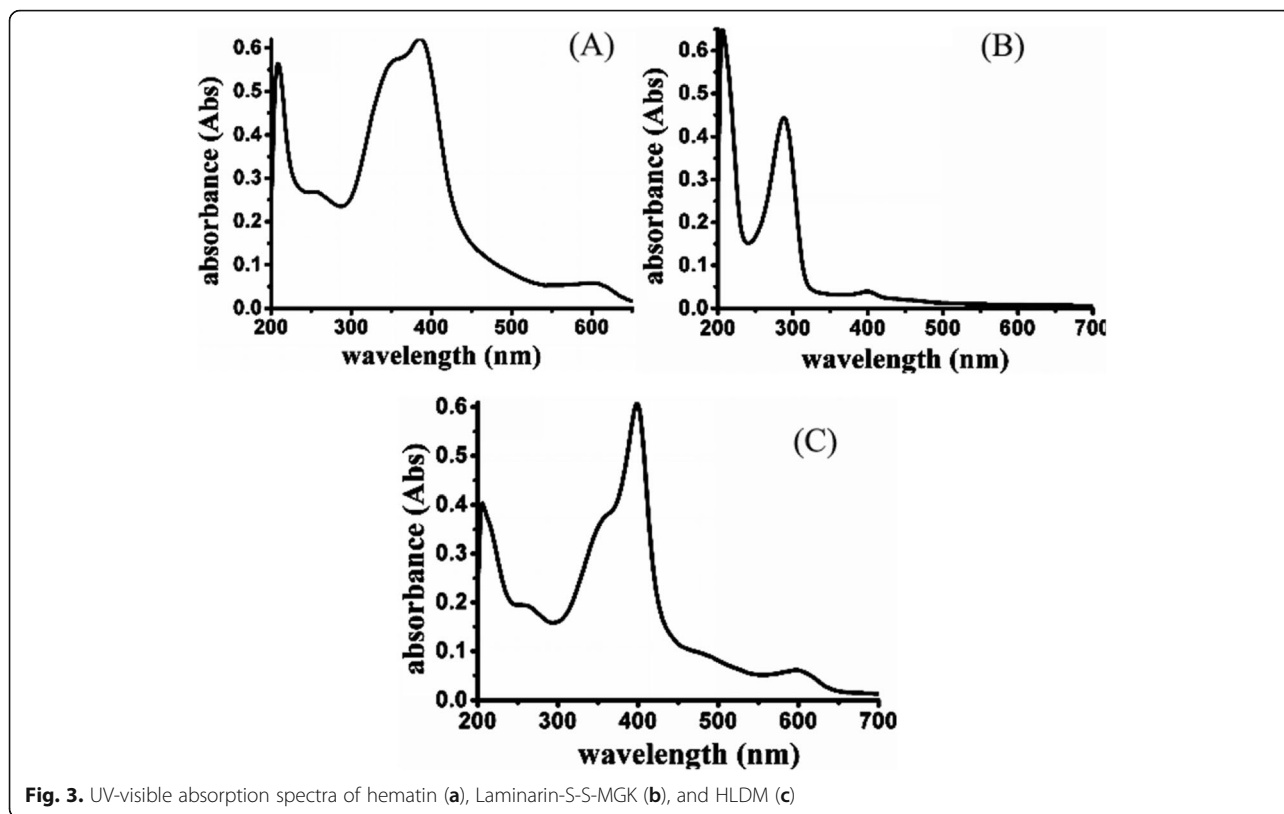 (A)
0.6
0.5
0.4
0.3
0.2
0.1
0.0
absorbance (Abs)
200 300 400 500 600
wavelength (nm)
(B)
0.6
0.5
0.4
0.3
0.2
0.1
0.0
absorbance (Abs)
200 300 400 500 600 700
wavelength (nm)
(C)
0.6
0.5
0.4
0.3
0.2
0.1
0.0
absorbance (Abs)
200 300 400 500 600 700
wavelength (nm)
Fig. 3. UV-visible absorption spectra of hematin (a), Laminarin-S-S-MGK (b), and HLDM (c)